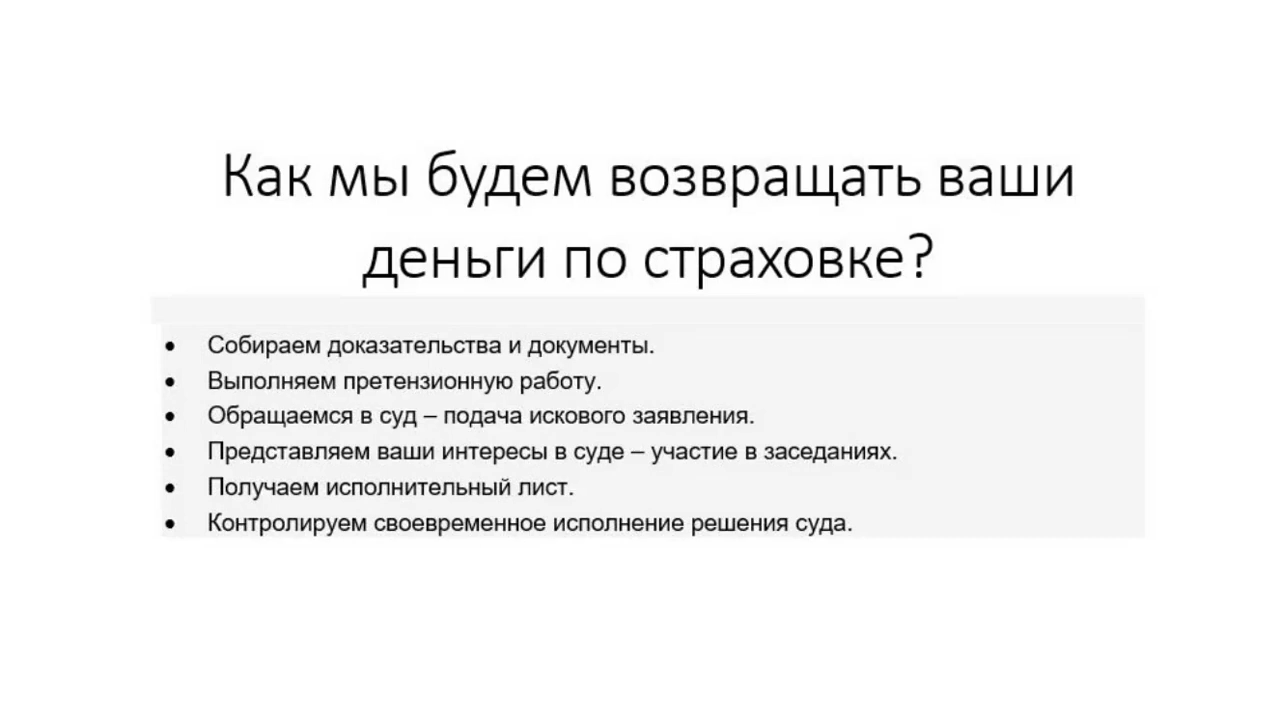 Как мы будем возвращать ваши
деньги по страховке?
• Собираем доказательства и документы.
• Выполняем претензионную работу.
• Обращаемся в суд – подача искового заявления.
• Представляем ваши интересы в суде – участие в заседаниях.
• Получаем исполнительный лист.
• Контролируем своевременное исполнение решения суда.